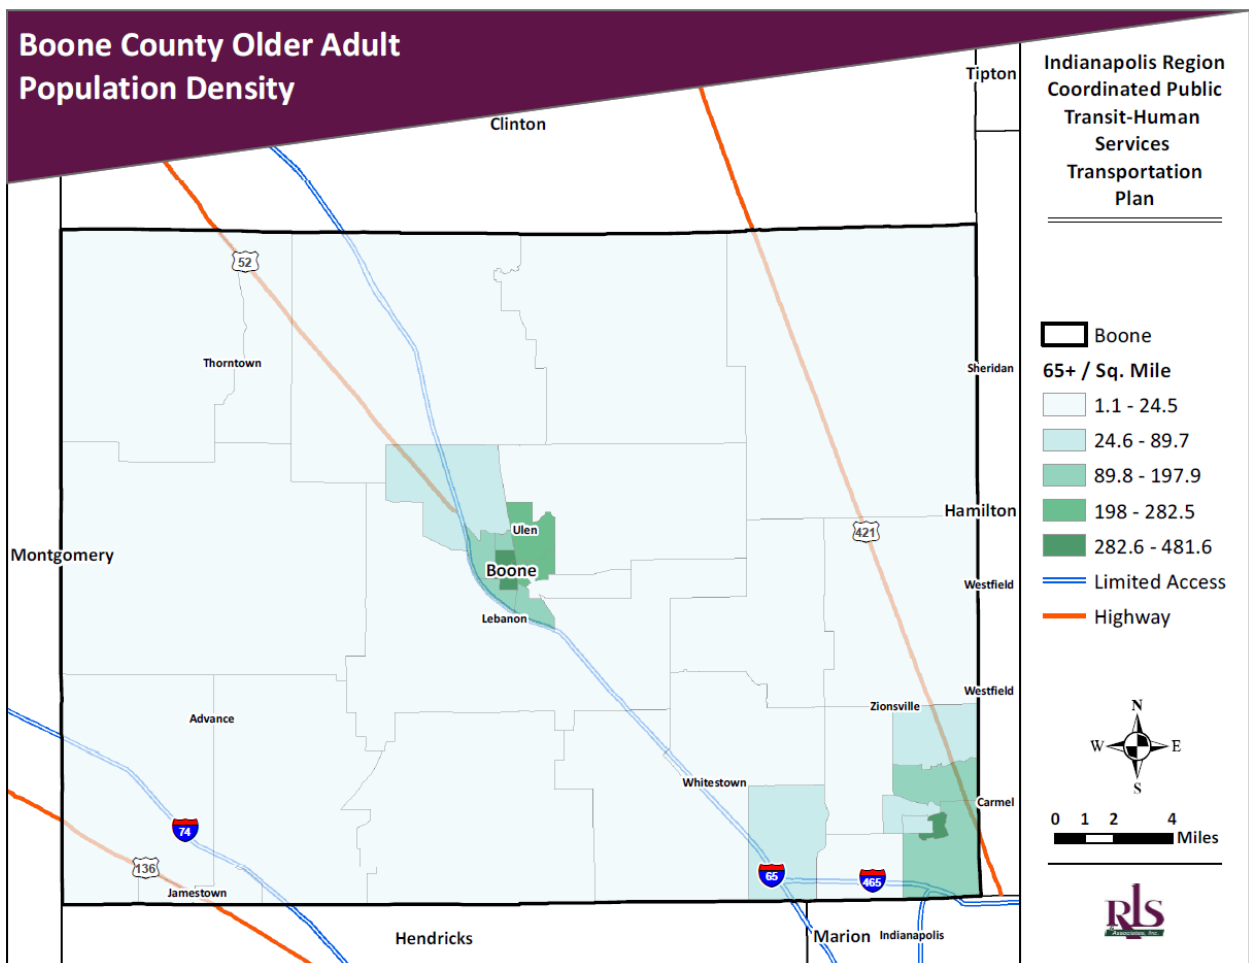 Boone County Older Adult
Population Density
Indianapolis Region
Coordinated Public
Transit-Human
Services
Transportation
Plan
Tipton
Clinton
52
Thorntown
Sheridan
Boone
65+ / Sq. Mile
1.1 - 24.5
24.6 - 89.7
89.8 - 197.9
198 - 282.5
282.6 - 481.6
Limited Access
Highway
Hamilton
Ulen
421
Montgomery
Boone
Westfield
Lebanon
Westfield
Zionsville
Advance
N
W
E
S
Whitestown
Carmel
0 1 2 4
Miles
74
136
65
465
Jamestown
Hendricks
Marion
Indianapolis
RLS
& Associates, Inc.